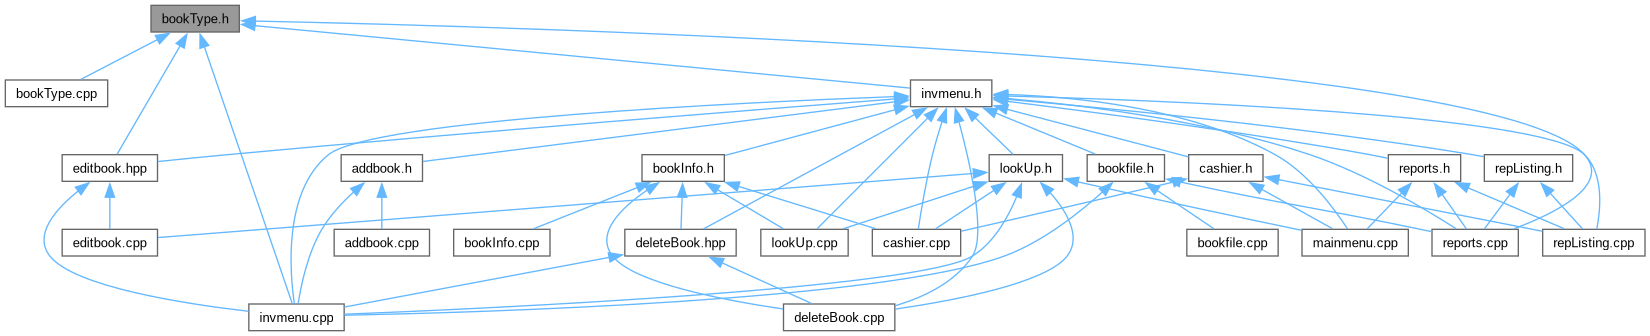 bookType.h
bookType.cpp
invmenu.h
editbook.hpp
addbook.h
bookInfo.h
lookUp.h
bookfile.h
cashier.h
reports.h
repListing.h
editbook.cpp
addbook.cpp
bookInfo.cpp
deleteBook.hpp
lookUp.cpp
cashier.cpp
bookfile.cpp
mainmenu.cpp
reports.cpp
repListing.cpp
invmenu.cpp
deleteBook.cpp